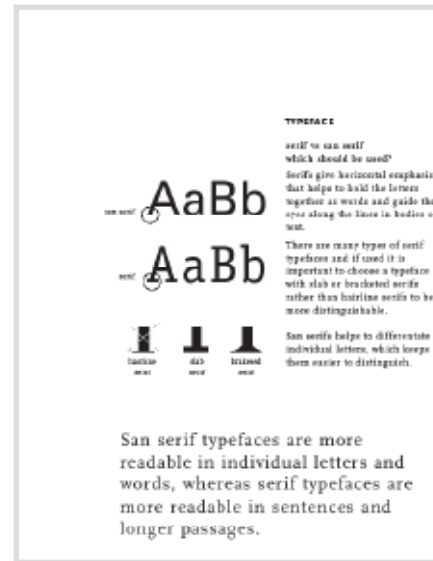 TYPEFACE
serif vs san serif
which should be used?
Serifs give horizontal emphasis
that helps to hold the letters
together as words and guide the
eyes along the lines in bodies o
text.
There are many types of serif
typefaces and if used it is
important to choose a typeface
with slab or bracketed serifs
rather than hairline serifs to be
more distinguishable.
San serifs helps to differentiate
individual letters, which keeps
them easier to distinguish.
san serif
AaBb
serif
AaBb
hairline
serif
slab
serif
serif
San serif typefaces are more
readable in individual letters and
words, whereas serif typefaces are
more readable in sentences and
longer passages.